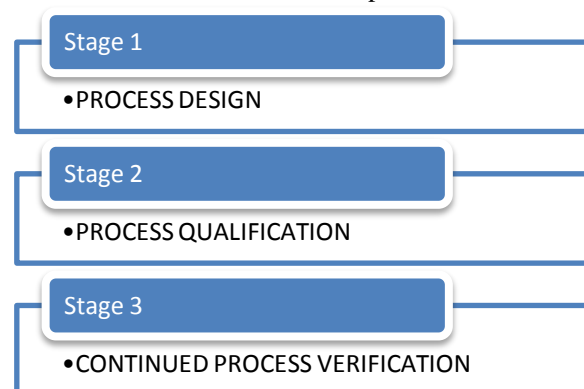 Stage 1
•PROCESS DESIGN
Stage 2
•PROCESS QUALIFICATION
Stage 3
•CONTINUED PROCESS VERIFICATION